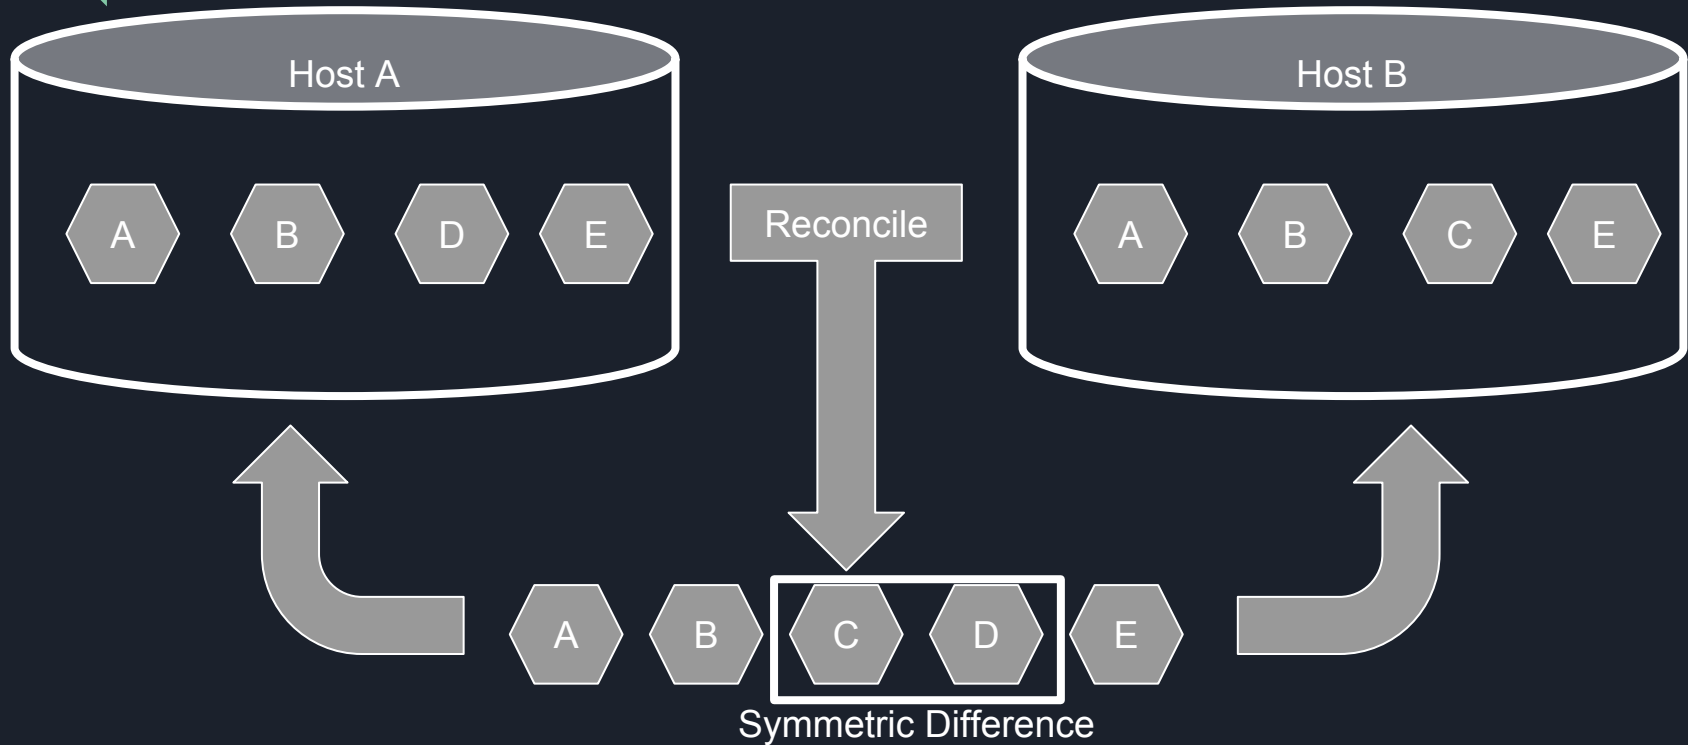 Host A
Host B
A B D E
Reconcile
A B C E
A B C D E
Symmetric Difference